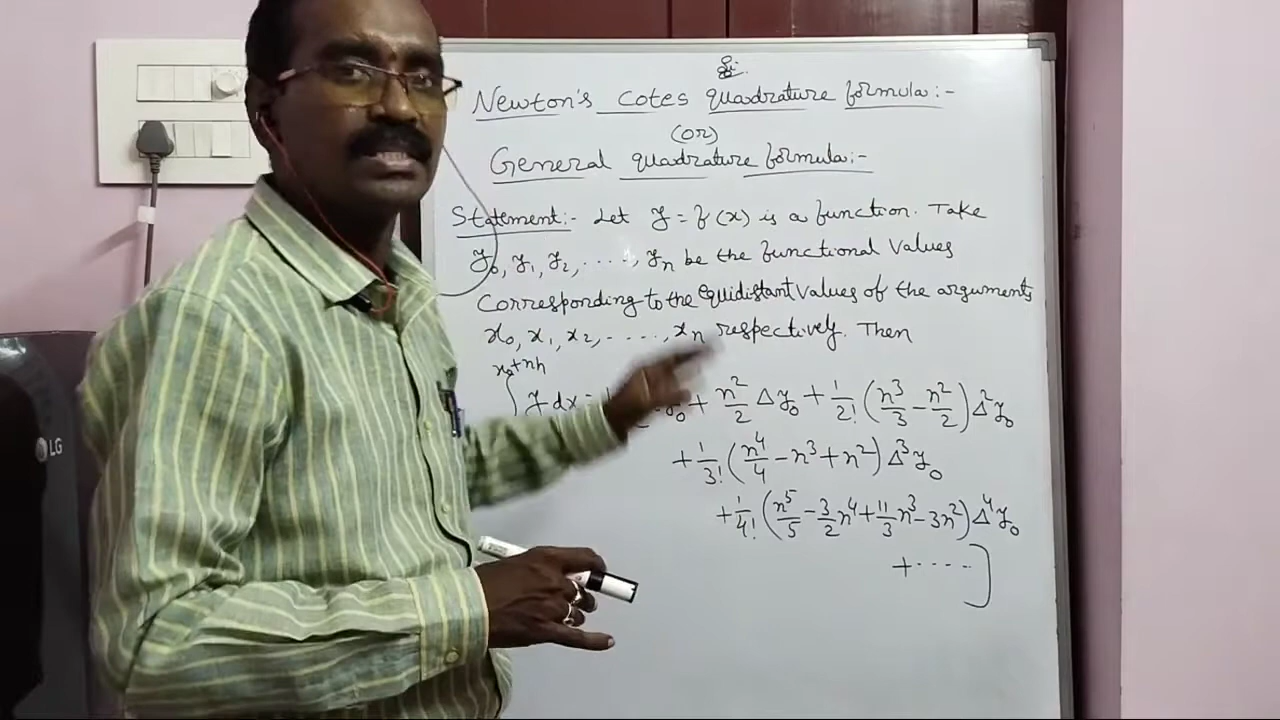 Newton's cotes quadrature formula:-
(or)
General quadrature formula:-
Statement:- Let y = f(x) is a function. Take
y₀, y₁, y₂, ....., yₙ be the functional values
corresponding to the equidistant values of the arguments
x₀, x₁, x₂, ....., xₙ respectively. Then
x₀+nh
∫ y dx = y₀ + n²/2 Δy₀ + 1/2! (n³/3 - n²/2) Δ²y₀
+ 1/3! (n⁴/4 - n³ + n²) Δ³y₀
+ 1/4! (n⁵/5 - 3/2 n⁴ + 11/3 n³ - 3n²) Δ⁴y₀
+ ....]
LG